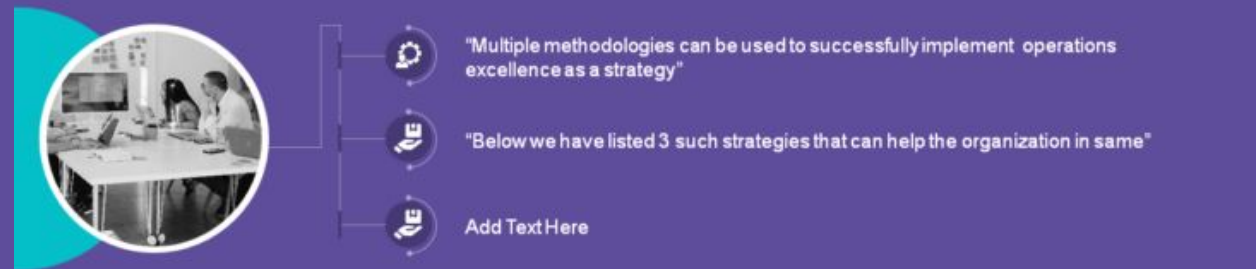 "Multiple methodologies can be used to successfully implement operations
excellence as a strategy"
"Below we have listed 3 such strategies that can help the organization in same"
Add Text Here